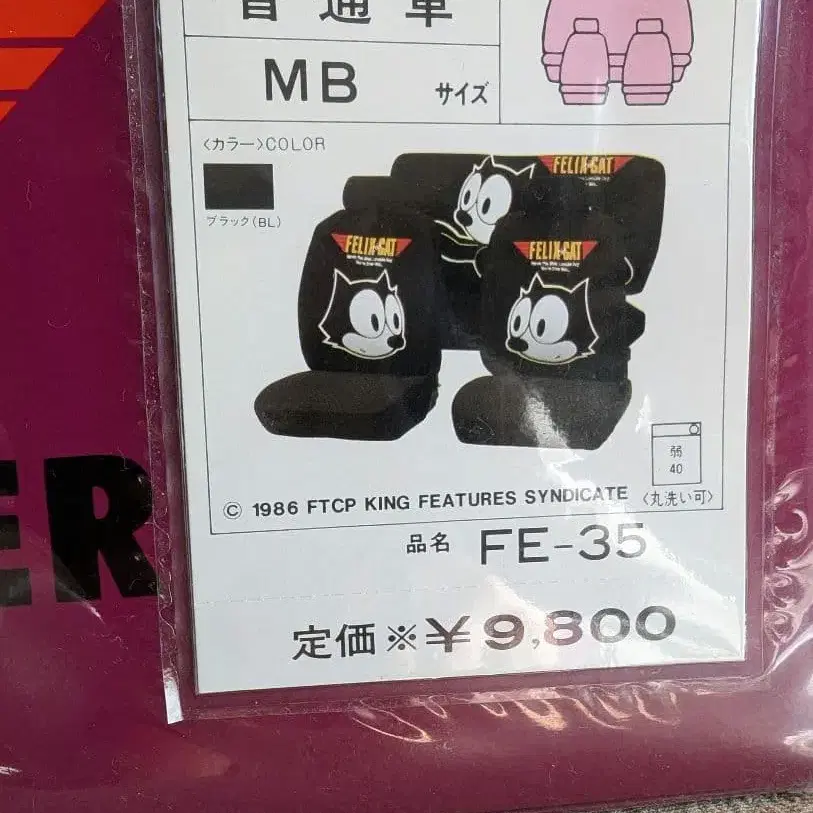 普通車
MB サイズ
〈カラー〉COLOR
ブラック(BL)
FELIX·CAT
FELIX·CAT
FELIX·CAT
弱
40
〈丸洗い可〉
© 1986 FTCP KING FEATURES SYNDICATE
品名 FE-35
定価※¥9,800
ER